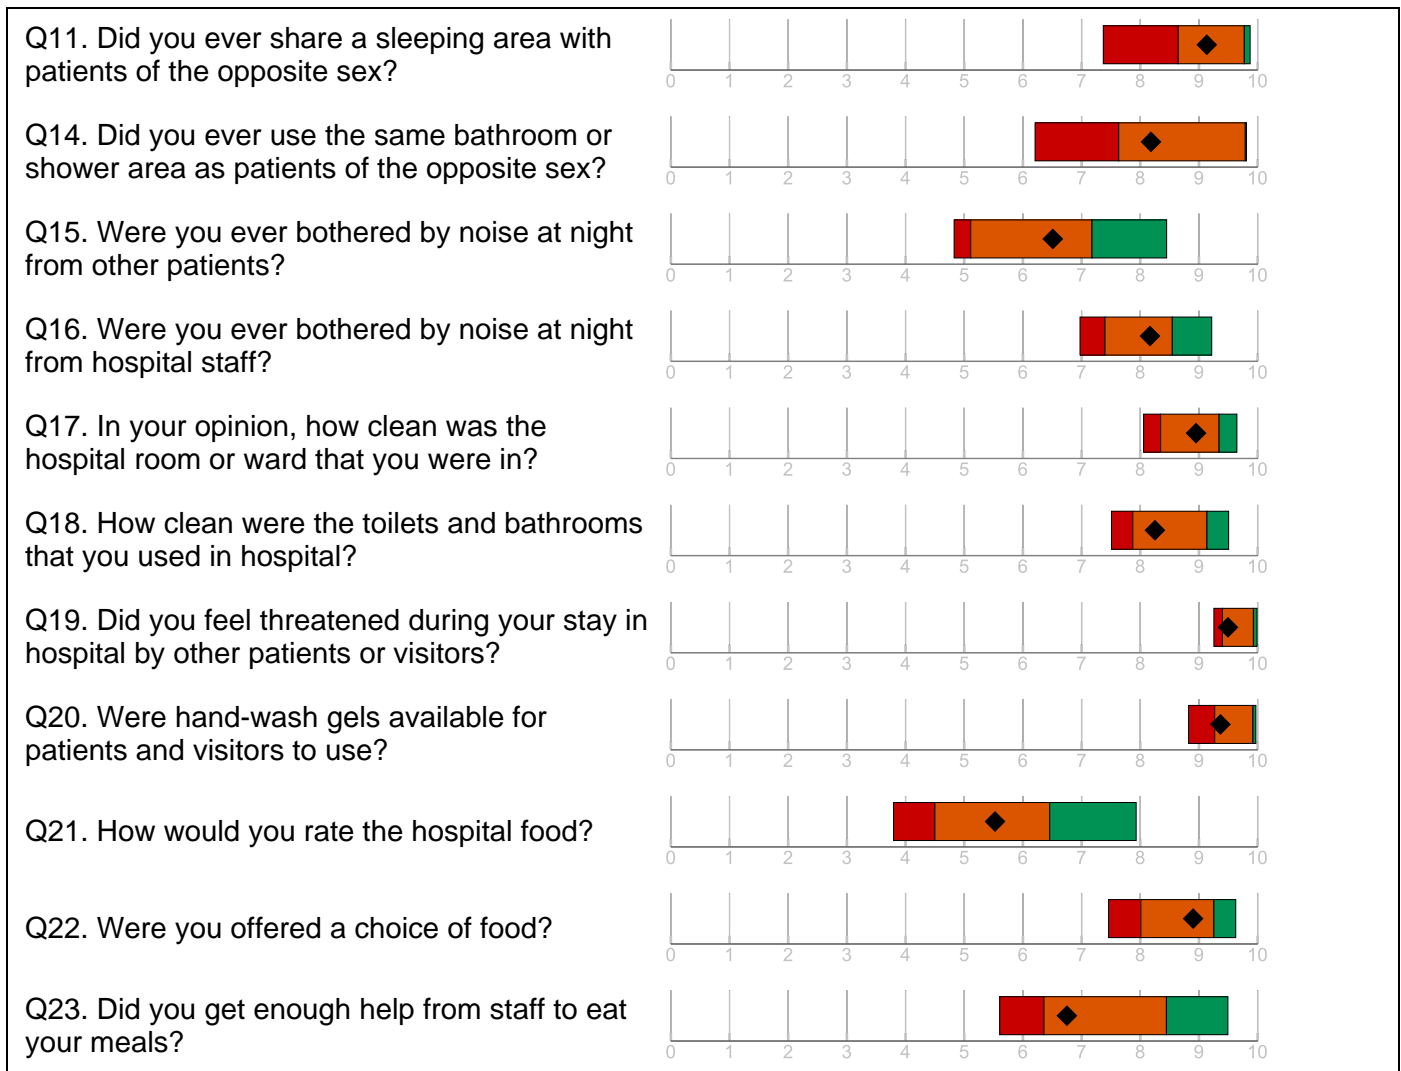 Q11. Did you ever share a sleeping area with
patients of the opposite sex?
0 1 2 3 4 5 6 7 8 9 10
Q14. Did you ever use the same bathroom or
shower area as patients of the opposite sex?
0 1 2 3 4 5 6 7 8 9 10
Q15. Were you ever bothered by noise at night
from other patients?
0 1 2 3 4 5 6 7 8 9 10
Q16. Were you ever bothered by noise at night
from hospital staff?
0 1 2 3 4 5 6 7 8 9 10
Q17. In your opinion, how clean was the
hospital room or ward that you were in?
0 1 2 3 4 5 6 7 8 9 10
Q18. How clean were the toilets and bathrooms
that you used in hospital?
0 1 2 3 4 5 6 7 8 9 10
Q19. Did you feel threatened during your stay in
hospital by other patients or visitors?
0 1 2 3 4 5 6 7 8 9 10
Q20. Were hand-wash gels available for
patients and visitors to use?
0 1 2 3 4 5 6 7 8 9 10
Q21. How would you rate the hospital food?
0 1 2 3 4 5 6 7 8 9 10
Q22. Were you offered a choice of food?
0 1 2 3 4 5 6 7 8 9 10
Q23. Did you get enough help from staff to eat
your meals?
0 1 2 3 4 5 6 7 8 9 10